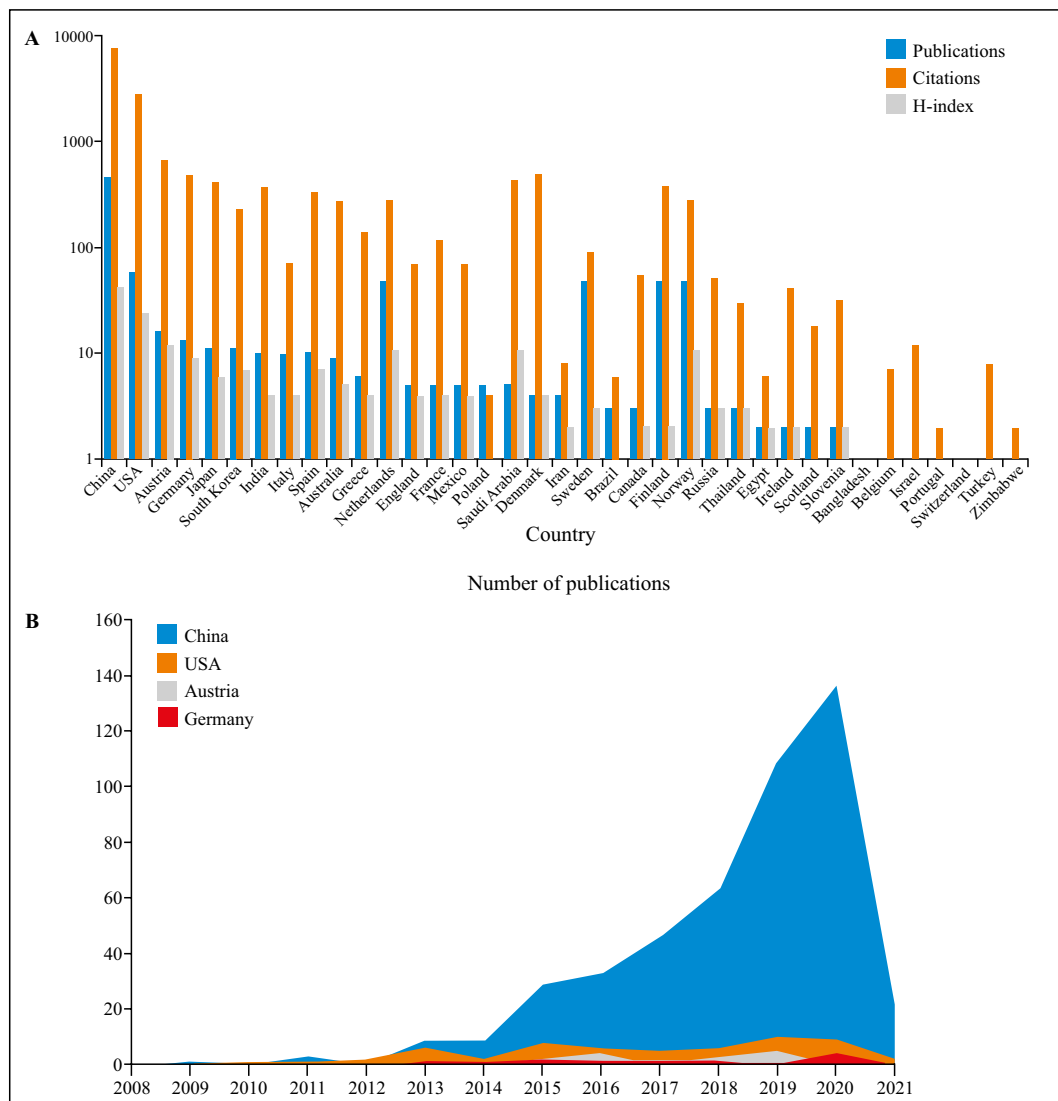 A
10000
1000
100
10
1
Publications
Citations
H-index
China
USA
Austria
Germany
Japan
South Korea
India
Italy
Spain
Australia
Greece
Netherlands
England
France
Mexico
Poland
Saudi Arabia
Denmark
Iran
Sweden
Brazil
Canada
Finland
Norway
Russia
Thailand
Egypt
Ireland
Scotland
Slovenia
Bangladesh
Belgium
Israel
Portugal
Switzerland
Turkey
Zimbabwe
Country
Number of publications
B
160
140
120
100
80
60
40
20
0
China
USA
Austria
Germany
2008 2009 2010 2011 2012 2013 2014 2015 2016 2017 2018 2019 2020 2021